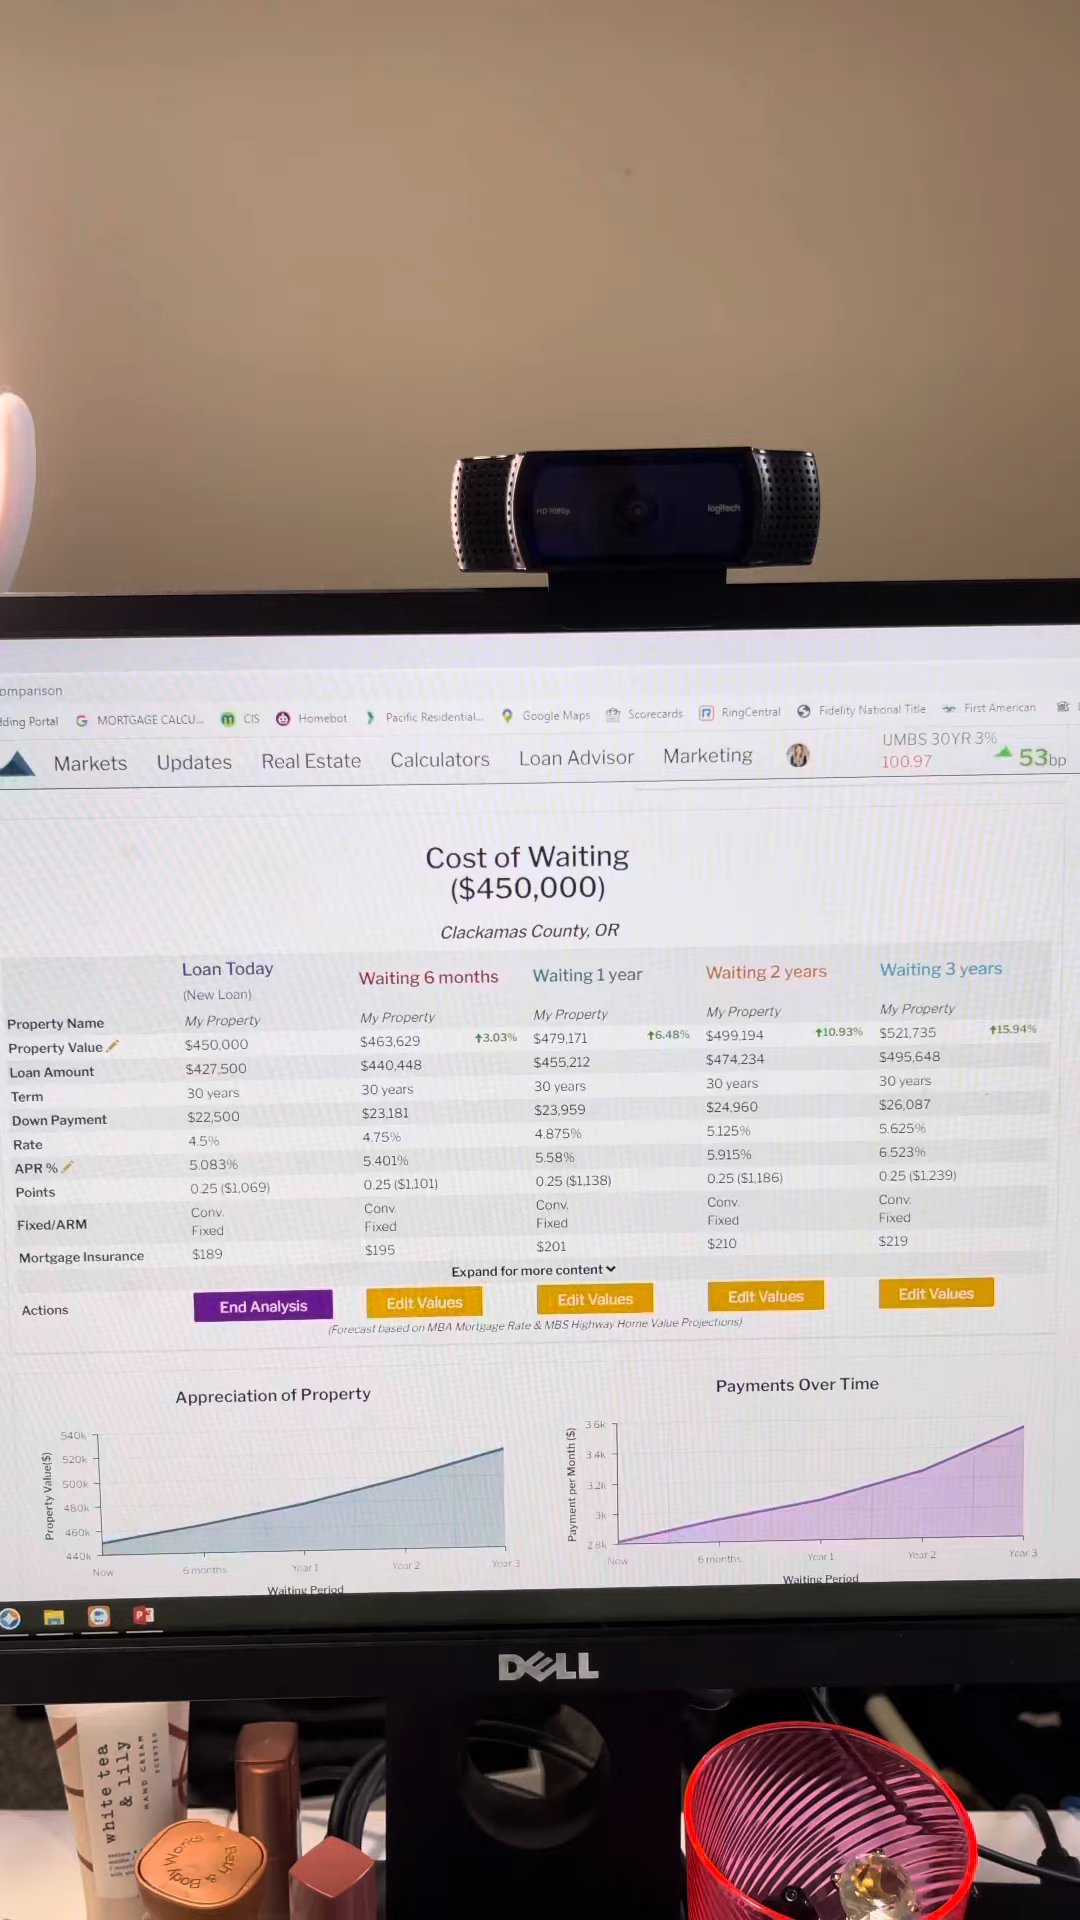 HD 1080p
logitech
omparison
lding Portal
MORTGAGE CALCU...
CIS
Homebot
Pacific Residential...
Google Maps
Scorecards
RingCentral
Fidelity National Title
First American
Markets
Updates
Real Estate
Calculators
Loan Advisor
Marketing
UMBS 30YR 3%
100.97
53bp
Cost of Waiting
($450,000)
Clackamas County, OR
Loan Today Waiting 6 months Waiting 1 year Waiting 2 years Waiting 3 years
(New Loan)
Property Name My Property My Property My Property My Property My Property
Property Value $450,000 $463,629 3.03% $479,171 6.48% $499,194 10.93% $521,735 15.94%
Loan Amount $427,500 $440,448 $455,212 $474,234 $495,648
Term 30 years 30 years 30 years 30 years 30 years
Down Payment $22,500 $23,181 $23,959 $24,960 $26,087
Rate 4.5% 4.75% 4.875% 5.125% 5.625%
APR % 5.083% 5.401% 5.58% 5.915% 6.523%
Points 0.25 ($1,069) 0.25 ($1,101) 0.25 ($1,138) 0.25 ($1,186) 0.25 ($1,239)
Fixed/ARM Conv. Fixed Conv. Fixed Conv. Fixed Conv. Fixed Conv. Fixed
Mortgage Insurance $189 $195 $201 $210 $219
Expand for more content
Actions End Analysis Edit Values Edit Values Edit Values Edit Values
(Forecast based on MBA Mortgage Rate & MBS Highway Home Value Projections)
Appreciation of Property
Property Value($)
540k
520k
500k
480k
460k
440k
Now 6 months Year 1 Year 2 Year 3
Waiting Period
Payments Over Time
Payment per Month ($)
3.6k
3.4k
3.2k
3k
2.8k
Now 6 months Year 1 Year 2 Year 3
Waiting Period
DELL
white tea
& lily
HAND CREAM
Bath & Body Works